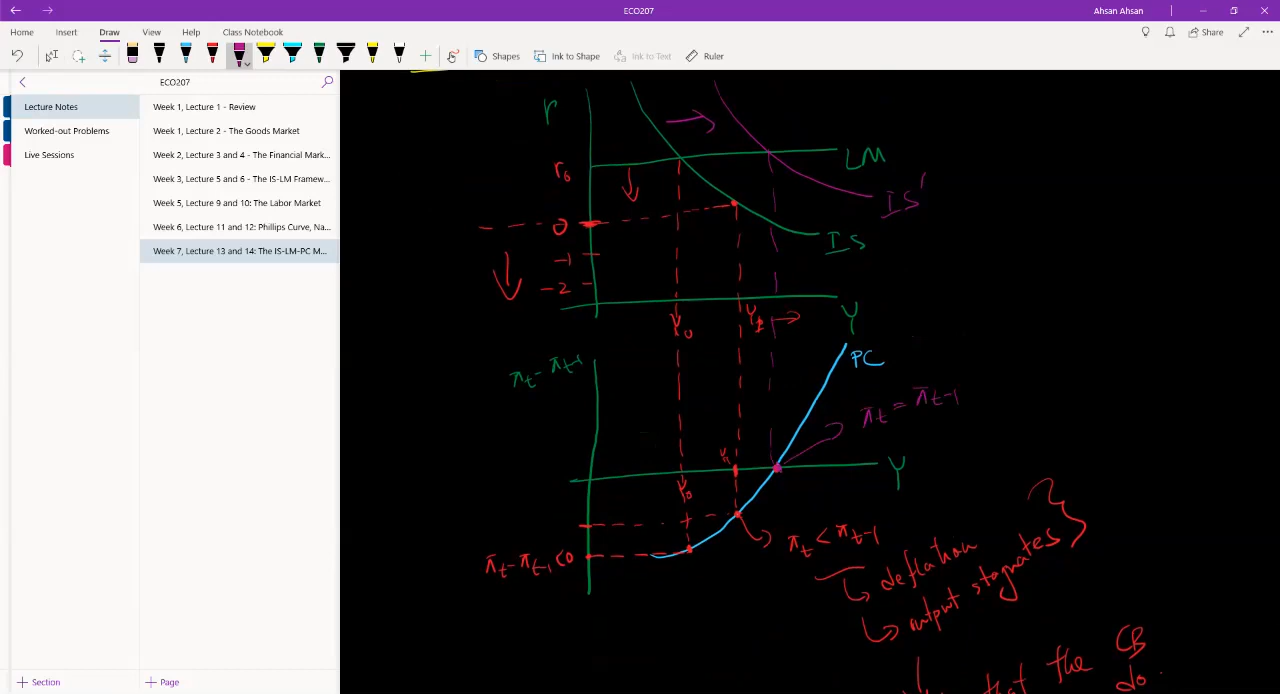 ECO207
Ahsan Ahsan
Home Insert Draw View Help Class Notebook
Share
Shapes Ink to Shape Ink to Text Ruler
ECO207
Lecture Notes
Worked-out Problems
Live Sessions
Week 1, Lecture 1 - Review
Week 1, Lecture 2 - The Goods Market
Week 2, Lecture 3 and 4 - The Financial Mark...
Week 3, Lecture 5 and 6 - The IS-LM Framew...
Week 5, Lecture 9 and 10: The Labor Market
Week 6, Lecture 11 and 12: Phillips Curve, Na...
Week 7, Lecture 13 and 14: The IS-LM-PC M...
r
r₀
LM
IS'
0
IS
-1
-2
Y₀
Y
PC
πt - πt-1
πt = πt-1
Y
Y₀
πt < πt-1
πt - πt-1 < 0
deflation
output stagnates
that the CB
do
+ Section
+ Page